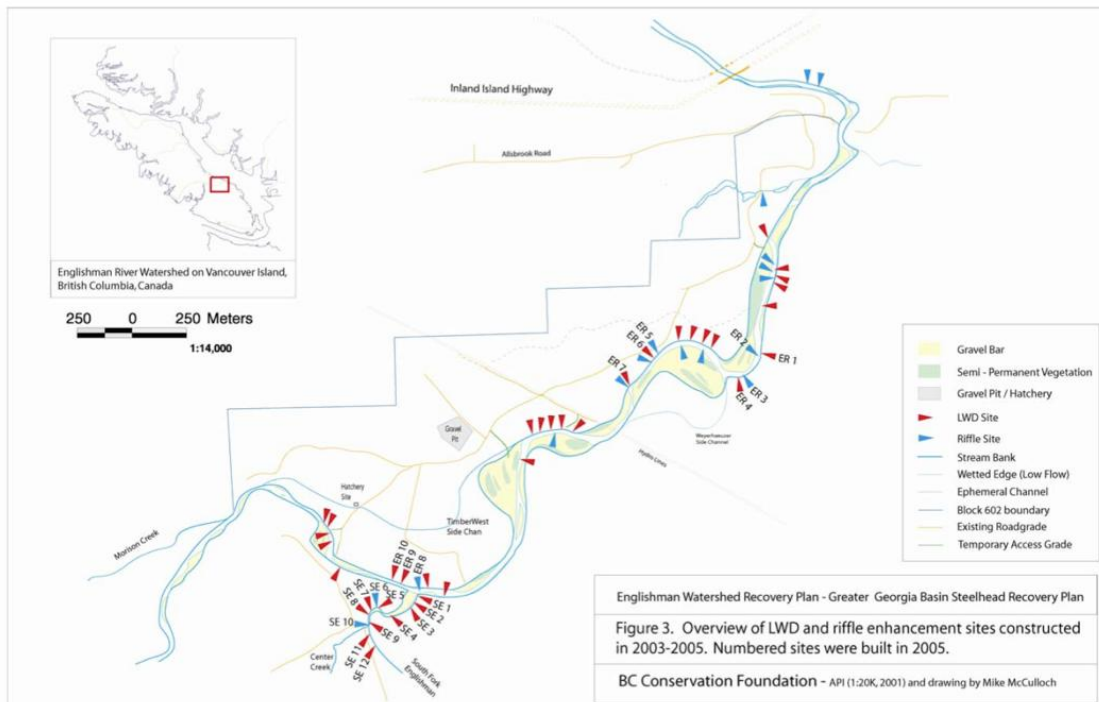 Inland Island Highway
Allsbrook Road
Englishman River Watershed on Vancouver Island,
British Columbia, Canada
250 0 250 Meters
1:14,000
ER 5
ER 6
ER 7
ER 2
ER 1
ER 3
ER 4
Gravel Bar
Semi - Permanent Vegetation
Gravel Pit / Hatchery
LWD Site
Riffle Site
Stream Bank
Wetted Edge (Low Flow)
Ephemeral Channel
Block 602 boundary
Existing Roadgrade
Temporary Access Grade
Gravel
Pit
Weyerhaeuser
Side Channel
Hydro Lines
Hatchery
Site
TimberWest
Side Chan
Morison Creek
ER 10
ER 9
ER 8
SE 6
SE 5
SE 7
SE 8
SE 1
SE 2
SE 3
SE 4
SE 10
SE 9
SE 11
SE 12
Center
Creek
South Fork
Englishman
Englishman Watershed Recovery Plan - Greater Georgia Basin Steelhead Recovery Plan
Figure 3. Overview of LWD and riffle enhancement sites constructed
in 2003-2005. Numbered sites were built in 2005.
BC Conservation Foundation - API (1:20K, 2001) and drawing by Mike McCulloch